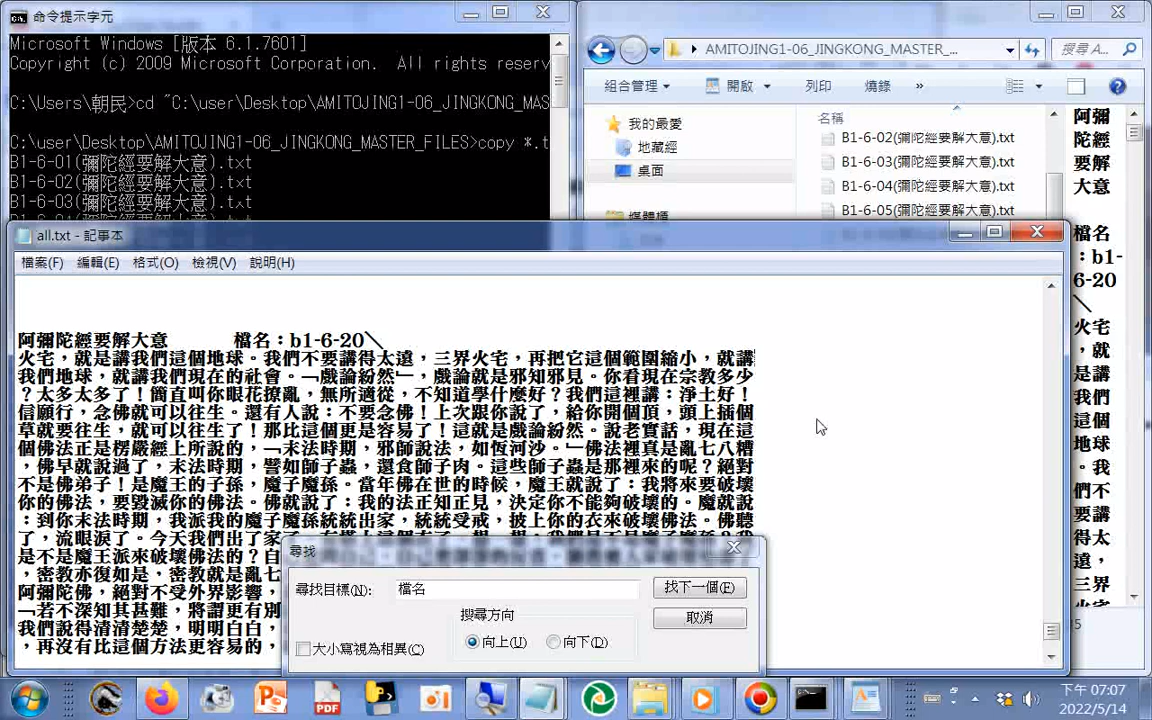 命令提示字元
Microsoft Windows [版本 6.1.7601]
Copyright (c) 2009 Microsoft Corporation.  All rights reserv
C:\Users\朝民>cd "C:\user\Desktop\AMITOJING1-06_JINGKONG_MAS
C:\user\Desktop\AMITOJING1-06_JINGKONG_MASTER_FILES>copy *.t
B1-6-01(彌陀經要解大意).txt
B1-6-02(彌陀經要解大意).txt
B1-6-03(彌陀經要解大意).txt
AMITOJING1-06_JINGKONG_MASTER_...
搜尋 A...
組合管理
開啟
列印
燒錄
»
我的最愛
地藏經
桌面
媒體櫃
名稱
B1-6-02(彌陀經要解大意).txt
B1-6-03(彌陀經要解大意).txt
B1-6-04(彌陀經要解大意).txt
B1-6-05(彌陀經要解大意).txt
阿彌
陀經
要解
大意
檔名
：b1-
6-20
╲
火宅
，就
是講
我們
這個
地球
。我
們不
要講
得太
遠，
三界
all.txt - 記事本
檔案(F) 編輯(E) 格式(O) 檢視(V) 說明(H)
阿彌陀經要解大意 檔名：b1-6-20╲
火宅，就是講我們這個地球。我們不要講得太遠，三界火宅，再把它這個範圍縮小，就講
我們地球，就講我們現在的社會。﹁戲論紛然﹂，戲論就是邪知邪見。你看現在宗教多少
？太多太多了！簡直叫你眼花撩亂，無所適從，不知道學什麼好？我們這裡講：淨土好！
信願行，念佛就可以往生。還有人說：不要念佛！上次跟你說了，給你開個頂，頭上插個
草就要往生，就可以往生了！那比這個更是容易了！這就是戲論紛然。說老實話，現在這
個佛法正是楞嚴經上所說的，﹁末法時期，邪師說法，如恆河沙。﹂佛法裡真是亂七八糟
，佛早就說過了，末法時期，譬如師子蟲，還食師子肉。這些師子蟲是那裡來的呢？絕對
不是佛弟子！是魔王的子孫，魔子魔孫。當年佛在世的時候，魔王就說了：我將來要破壞
你的佛法，要毀滅你的佛法。佛就說了：我的法正知正見，決定你不能夠破壞的。魔就說
：到你末法時期，我派我的魔子魔孫統統出家，統統受戒，披上你的衣來破壞佛法。佛聽
了，流眼淚了。今天我們出了家
是不是魔王派來破壞佛法的？自
，密教亦復如是，密教就是亂七
阿彌陀佛，絕對不受外界影響，
﹁若不深知其甚難，將謂更有別
我們說得清清楚楚，明明白白，
，再沒有比這個方法更容易的，
尋找
尋找目標(N):
檔名
找下一個(F)
取消
搜尋方向
向上(U)
向下(D)
大小寫視為相異(C)
PDF
下午 07:07
2022/5/14